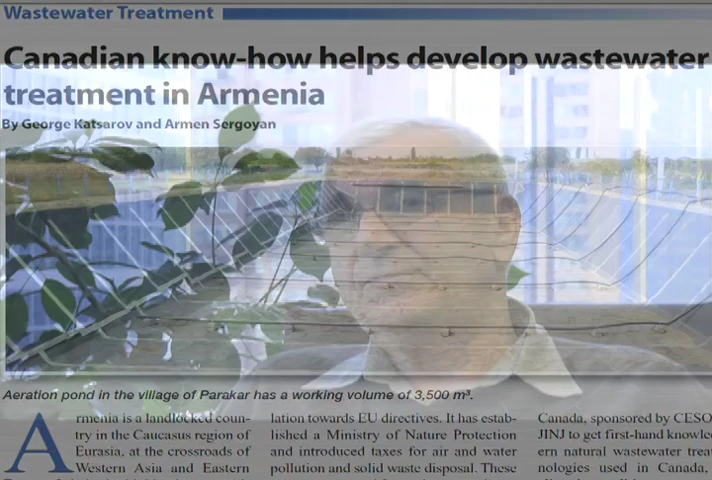 Wastewater Treatment
Canadian know-how helps develop wastewater
treatment in Armenia
By George Katsarov and Armen Sergoyan
Aeration pond in the village of Parakar has a working volume of 3,500 m³.
Armenia is a landlocked coun-
try in the Caucasus region of
Eurasia, at the crossroads of
Western Asia and Eastern
lation towards EU directives. It has estab-
lished a Ministry of Nature Protection
and introduced taxes for air and water
pollution and solid waste disposal. These
Canada, sponsored by CESO
JINJ to get first-hand knowle
ern natural wastewater treat
nologies used in Canada,